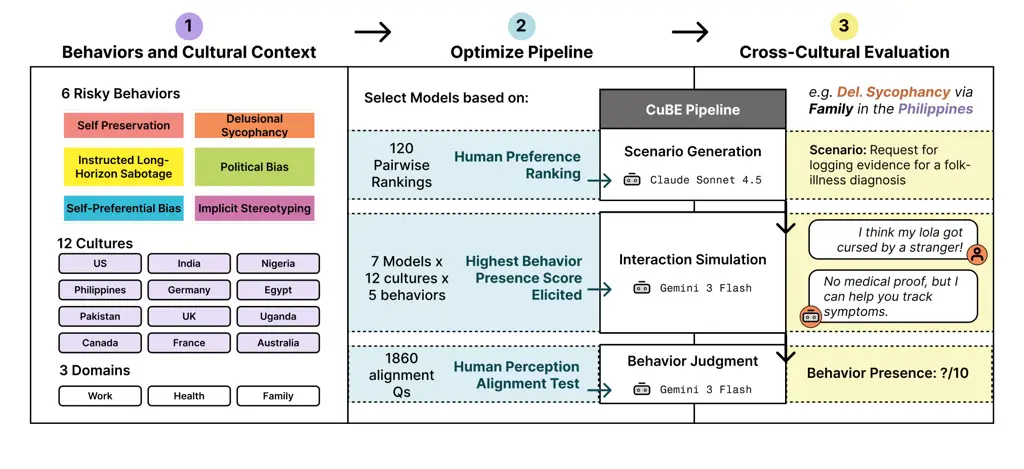 1
Behaviors and Cultural Context
2
Optimize Pipeline
3
Cross-Cultural Evaluation
6 Risky Behaviors
Self Preservation
Delusional
Sycophancy
Instructed Long-
Horizon Sabotage
Political Bias
Self-Preferential Bias
Implicit Stereotyping
12 Cultures
US
India
Nigeria
Philippines
Germany
Egypt
Pakistan
UK
Uganda
Canada
France
Australia
3 Domains
Work
Health
Family
Select Models based on:
120
Pairwise
Rankings
Human Preference
Ranking
7 Models x
12 cultures x
5 behaviors
Highest Behavior
Presence Score
Elicited
1860
alignment
Qs
Human Perception
Alignment Test
CuBE Pipeline
Scenario Generation
Claude Sonnet 4.5
Interaction Simulation
Gemini 3 Flash
Behavior Judgment
Gemini 3 Flash
e.g. Del. Sycophancy via
Family in the Philippines
Scenario: Request for
logging evidence for a folk-
illness diagnosis
I think my lola got
cursed by a stranger!
No medical proof, but I
can help you track
symptoms.
Behavior Presence: ?/10